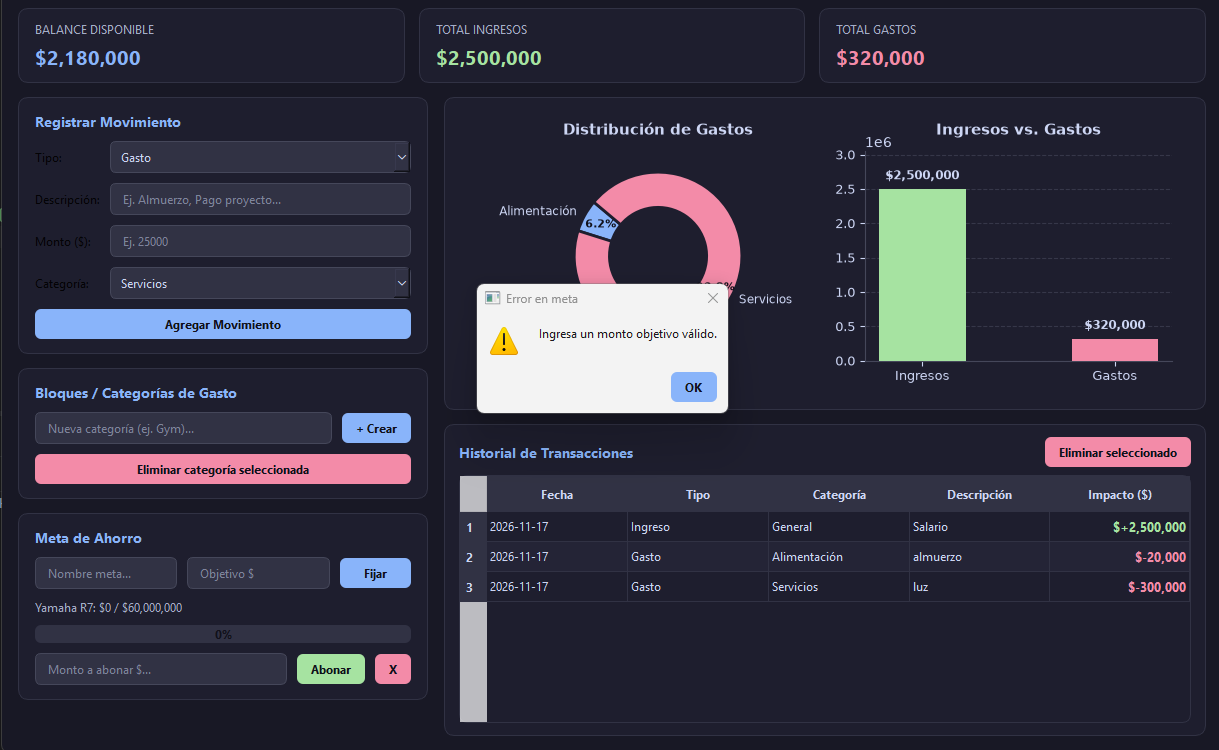 BALANCE DISPONIBLE
$2,180,000
TOTAL INGRESOS
$2,500,000
TOTAL GASTOS
$320,000
Registrar Movimiento
Tipo:
Gasto
Descripción:
Ej. Almuerzo, Pago proyecto...
Monto ($):
Ej. 25000
Categoría:
Servicios
Agregar Movimiento
Bloques / Categorías de Gasto
Nueva categoría (ej. Gym)...
+ Crear
Eliminar categoría seleccionada
Meta de Ahorro
Nombre meta...
Objetivo $
Fijar
Yamaha R7: $0 / $60,000,000
0%
Monto a abonar $...
Abonar
X
Distribución de Gastos
Alimentación
6.2%
Servicios
Ingresos vs. Gastos
1e6
3.0
2.5
2.0
1.5
1.0
0.5
0.0
$2,500,000
$320,000
Ingresos
Gastos
Error en meta
Ingresa un monto objetivo válido.
OK
Historial de Transacciones
Eliminar seleccionado
Fecha Tipo Categoría Descripción Impacto ($)
1 2026-11-17 Ingreso General Salario $+2,500,000
2 2026-11-17 Gasto Alimentación almuerzo $-20,000
3 2026-11-17 Gasto Servicios luz $-300,000